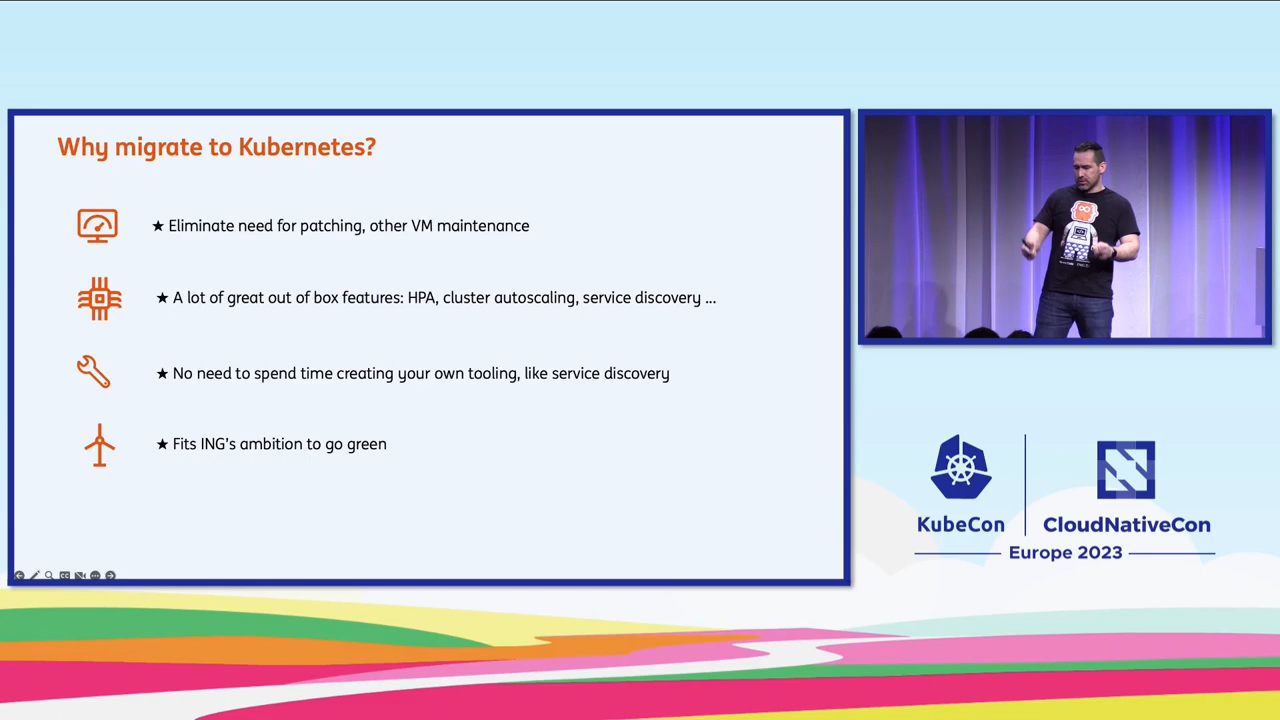 Why migrate to Kubernetes?
★ Eliminate need for patching, other VM maintenance
★ A lot of great out of box features: HPA, cluster autoscaling, service discovery ...
★ No need to spend time creating your own tooling, like service discovery
★ Fits ING's ambition to go green
KubeCon
CloudNativeCon
Europe 2023